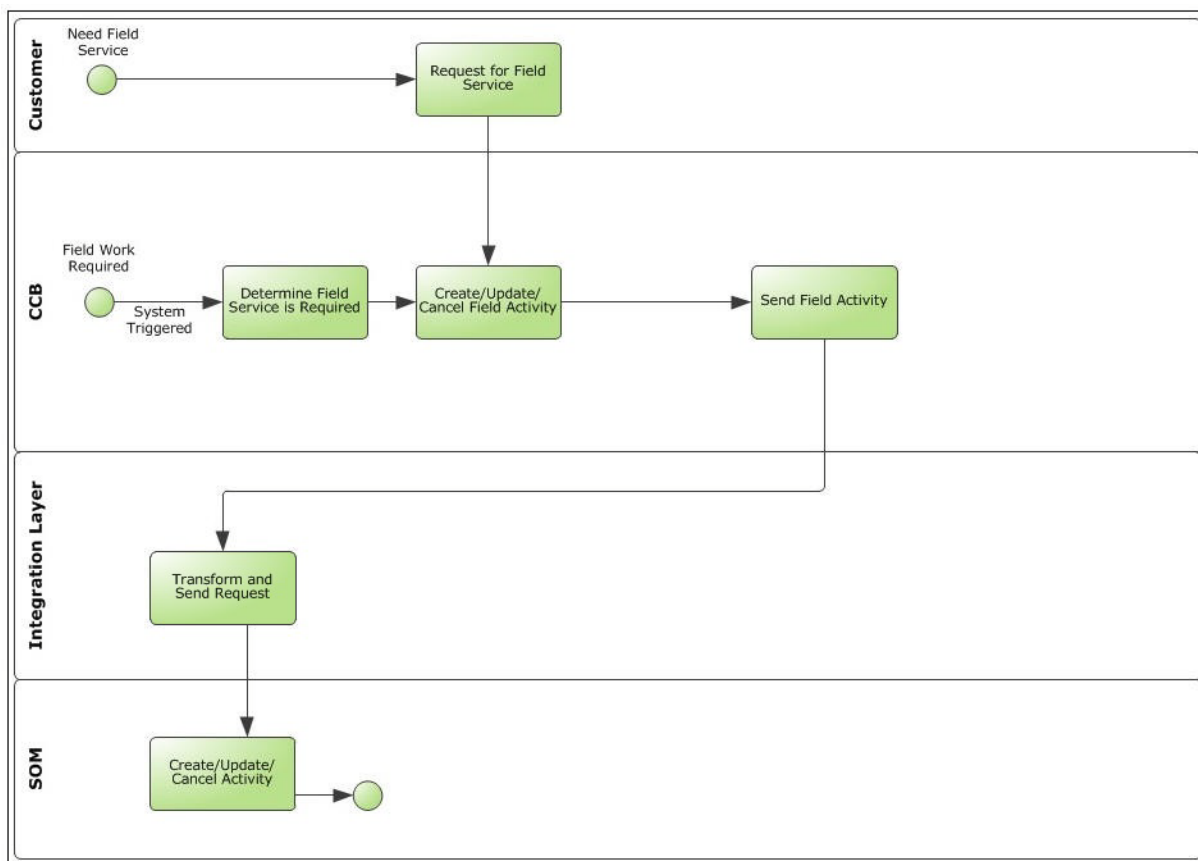 Customer
Need Field
Service
Request for Field
Service
CCB
Field Work
Required
System
Triggered
Determine Field
Service is Required
Create/Update/
Cancel Field Activity
Send Field Activity
Integration Layer
Transform and
Send Request
SOM
Create/Update/
Cancel Activity